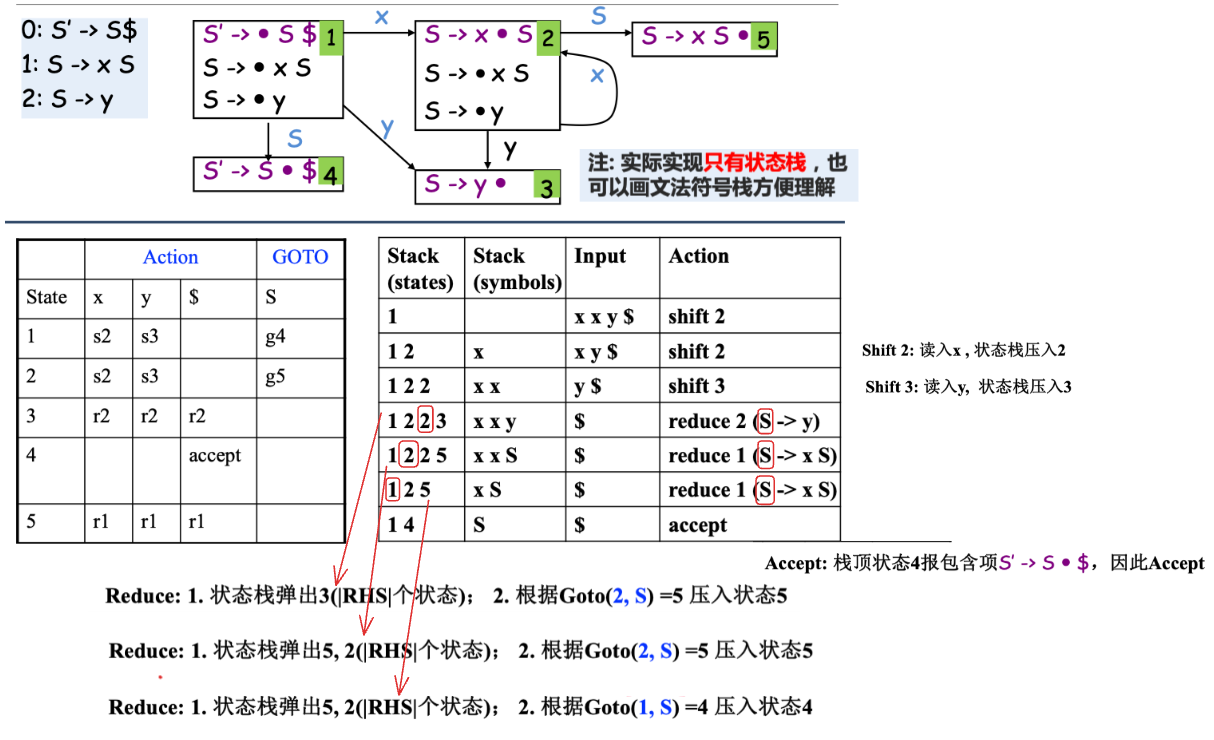 0: S' -> S$
1: S -> x S
2: S -> y
S' -> • S $ 1
S -> • x S
S -> • y
x
S -> x • S 2
S -> • x S
S -> • y
S
S -> x S • 5
x
S
y
y
S' -> S • $ 4
S -> y • 3
注: 实际实现只有状态栈，也
可以画文法符号栈方便理解
Action GOTO
State x y $ S
1 s2 s3 g4
2 s2 s3 g5
3 r2 r2 r2
4 accept
5 r1 r1 r1
Stack (states) Stack (symbols) Input Action
1 x x y $ shift 2
1 2 x x y $ shift 2
1 2 2 x x y $ shift 3
1 2 2 3 x x y $ reduce 2 (S -> y)
1 2 2 5 x x S $ reduce 1 (S -> x S)
1 2 5 x S $ reduce 1 (S -> x S)
1 4 S $ accept
Shift 2: 读入x , 状态栈压入2
Shift 3: 读入y, 状态栈压入3
Accept: 栈顶状态4报包含项S' -> S • $，因此Accept
Reduce: 1. 状态栈弹出3(|RHS|个状态)； 2. 根据Goto(2, S) =5 压入状态5
Reduce: 1. 状态栈弹出5, 2(|RHS|个状态)； 2. 根据Goto(2, S) =5 压入状态5
Reduce: 1. 状态栈弹出5, 2(|RHS|个状态)； 2. 根据Goto(1, S) =4 压入状态4